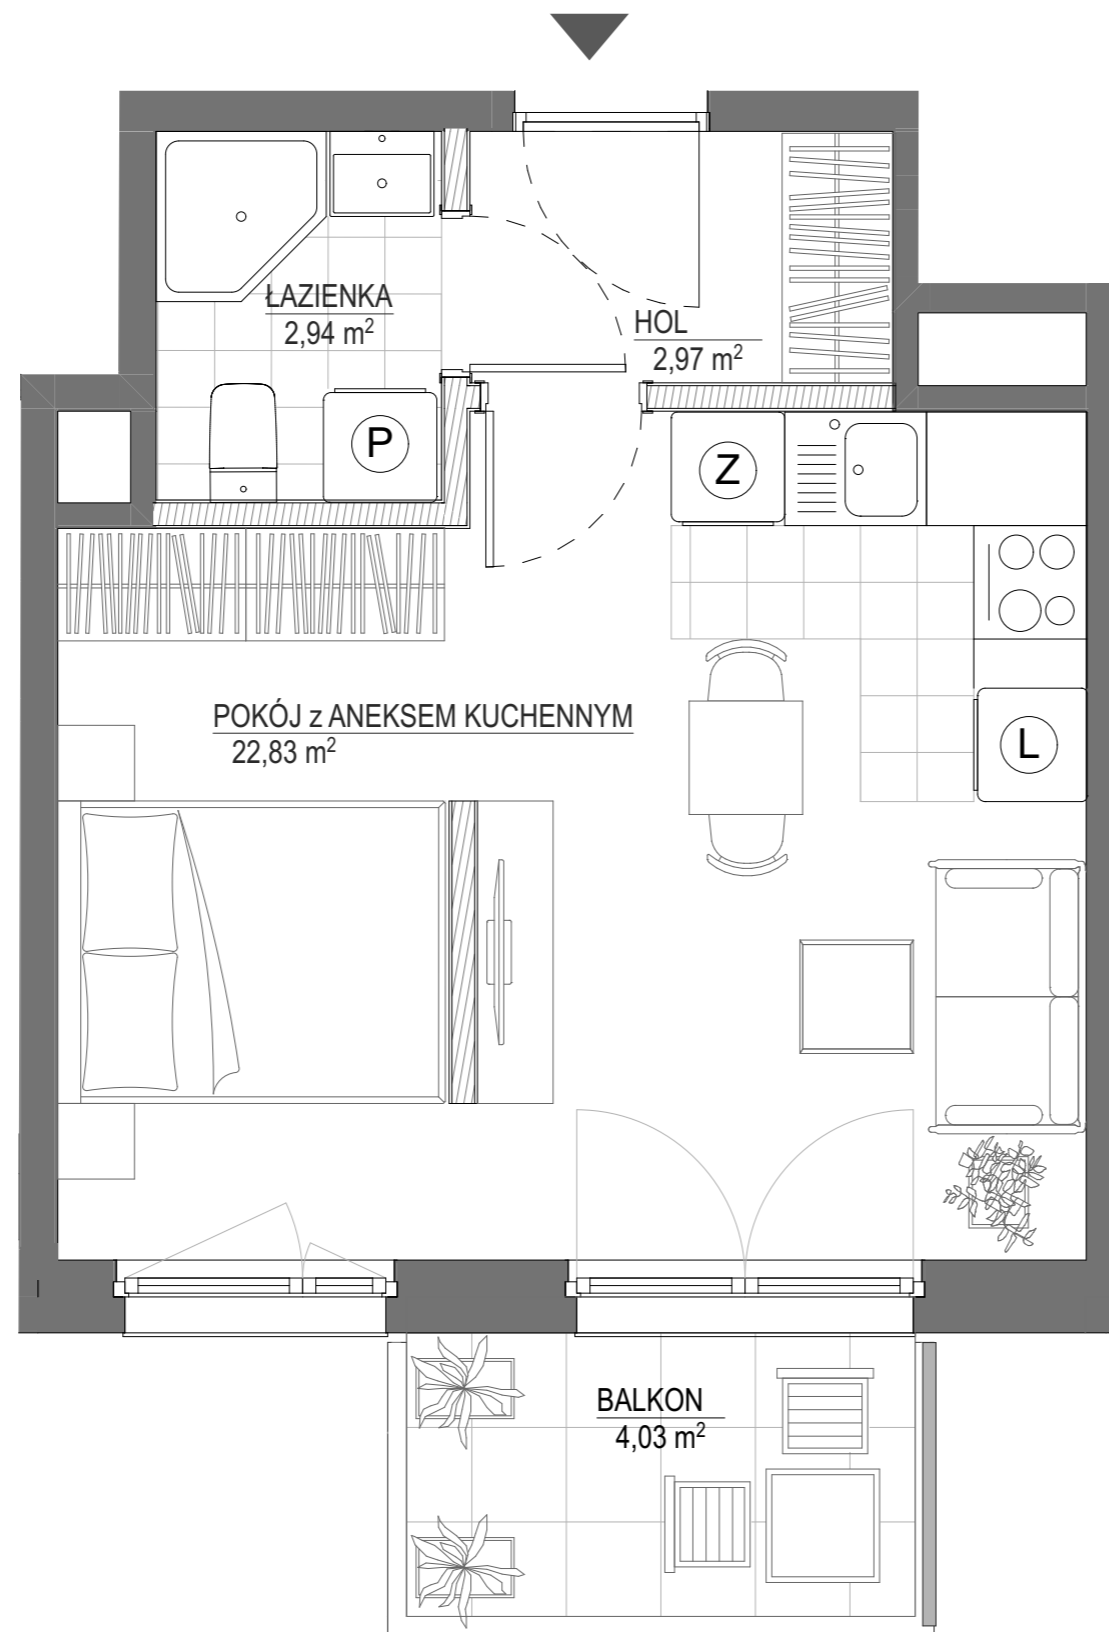 ŁAZIENKA
2,94 m²
HOL
2,97 m²
P
Z
POKÓJ z ANEKSEM KUCHENNYM
22,83 m²
L
BALKON
4,03 m²